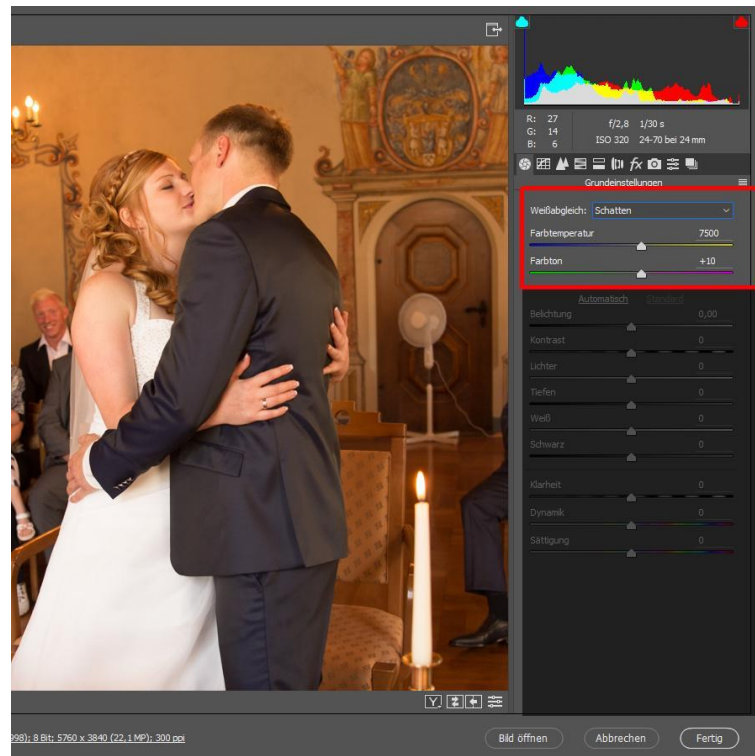 R: 27
G: 14
B: 6
f/2,8 1/30 s
ISO 320 24-70 bei 24 mm
fx
Grundeinstellungen
Weißabgleich: Schatten
Farbtemperatur 7500
Farbton +10
Automatisch Standard
Belichtung 0,00
Kontrast 0
Lichter 0
Tiefen 0
Weiß 0
Schwarz 0
Klarheit 0
Dynamik 0
Sättigung 0
Y
998); 8 Bit; 5760 x 3840 (22,1 MP); 300 ppi
Bild öffnen
Abbrechen
Fertig